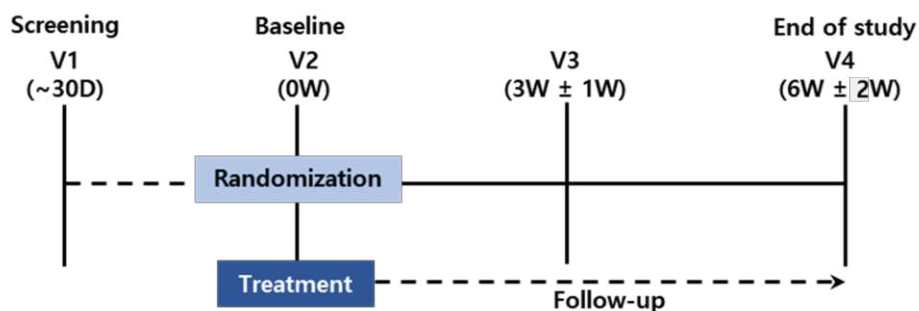 Screening
V1
(~30D)
Baseline
V2
(0W)
V3
(3W ± 1W)
End of study
V4
(6W ± 2W)
Randomization
Treatment
Follow-up